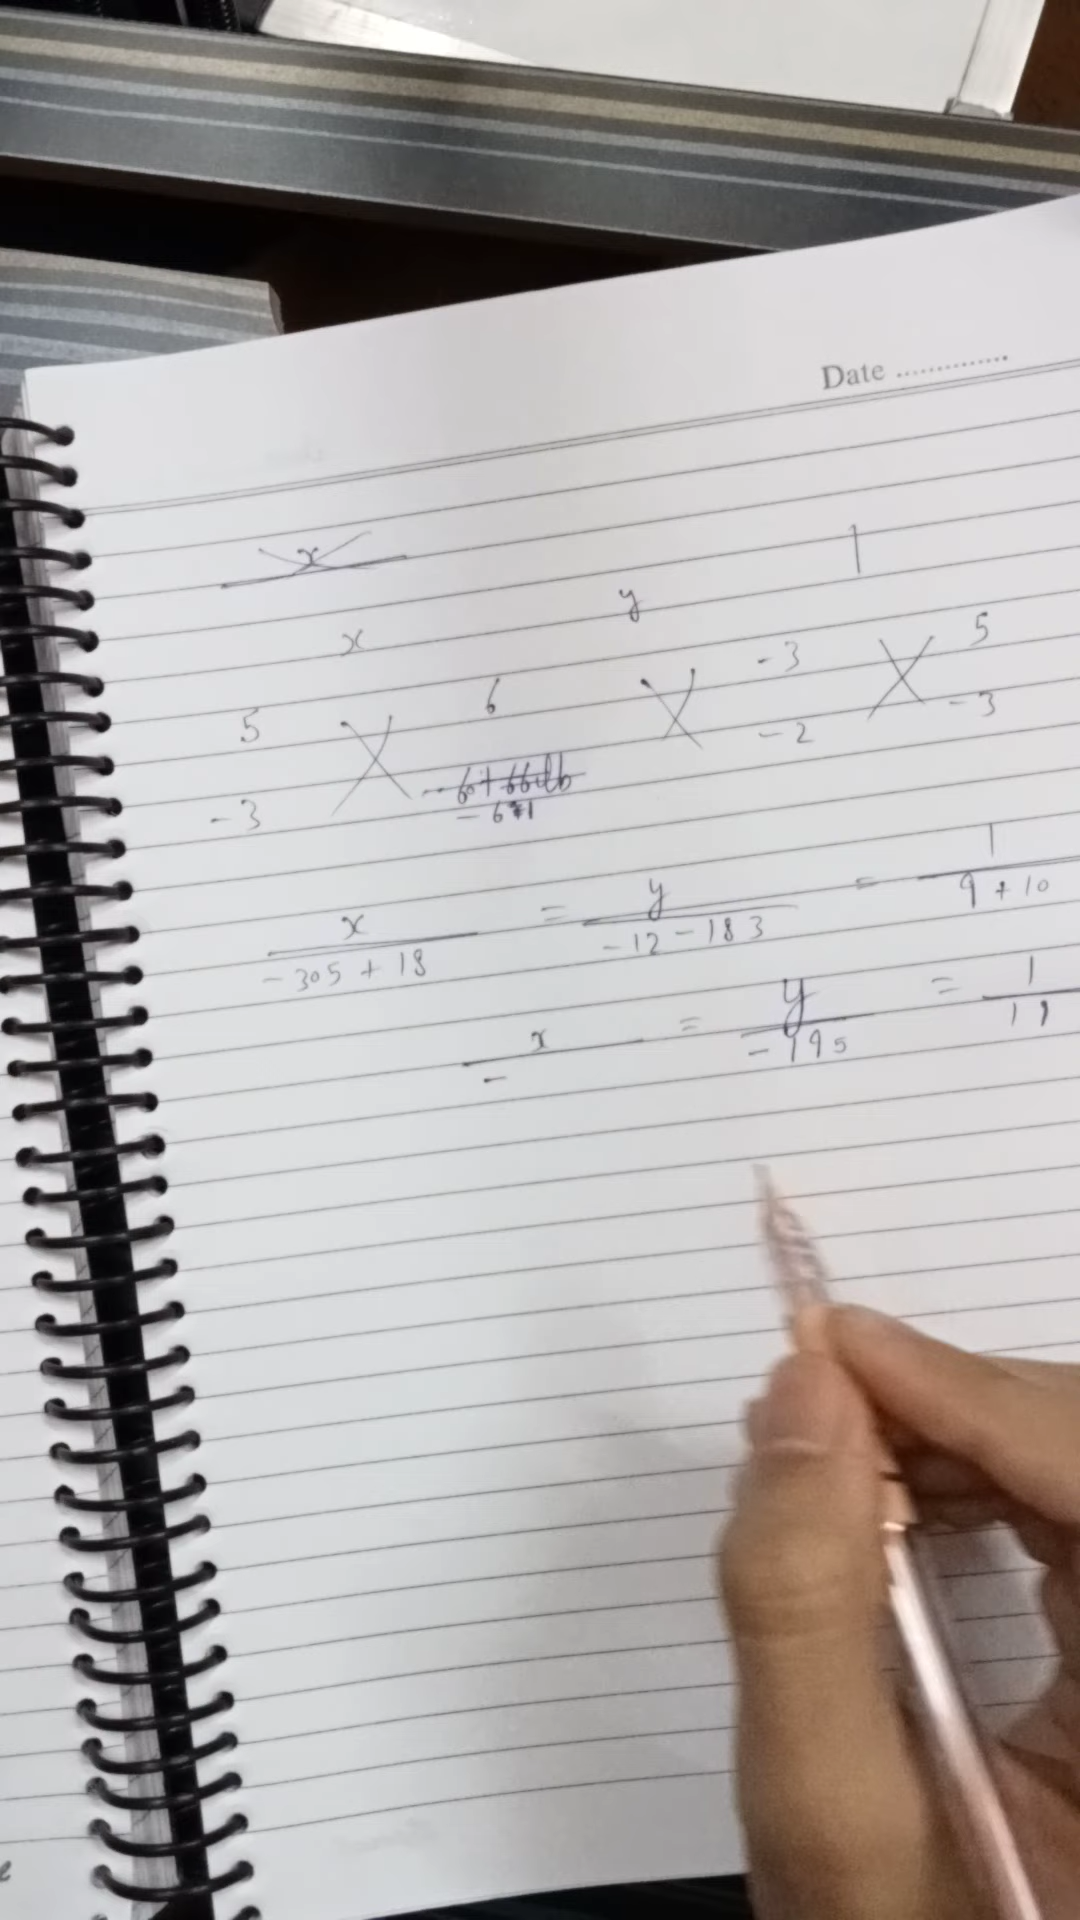 Date ..............
x
x y 1
5 6 -3 5
-3 -61 -2 -3
x/(-305 + 18) = y/(-12 - 183) = 1/(9 + 10)
x/- = y/-195 = 1/19